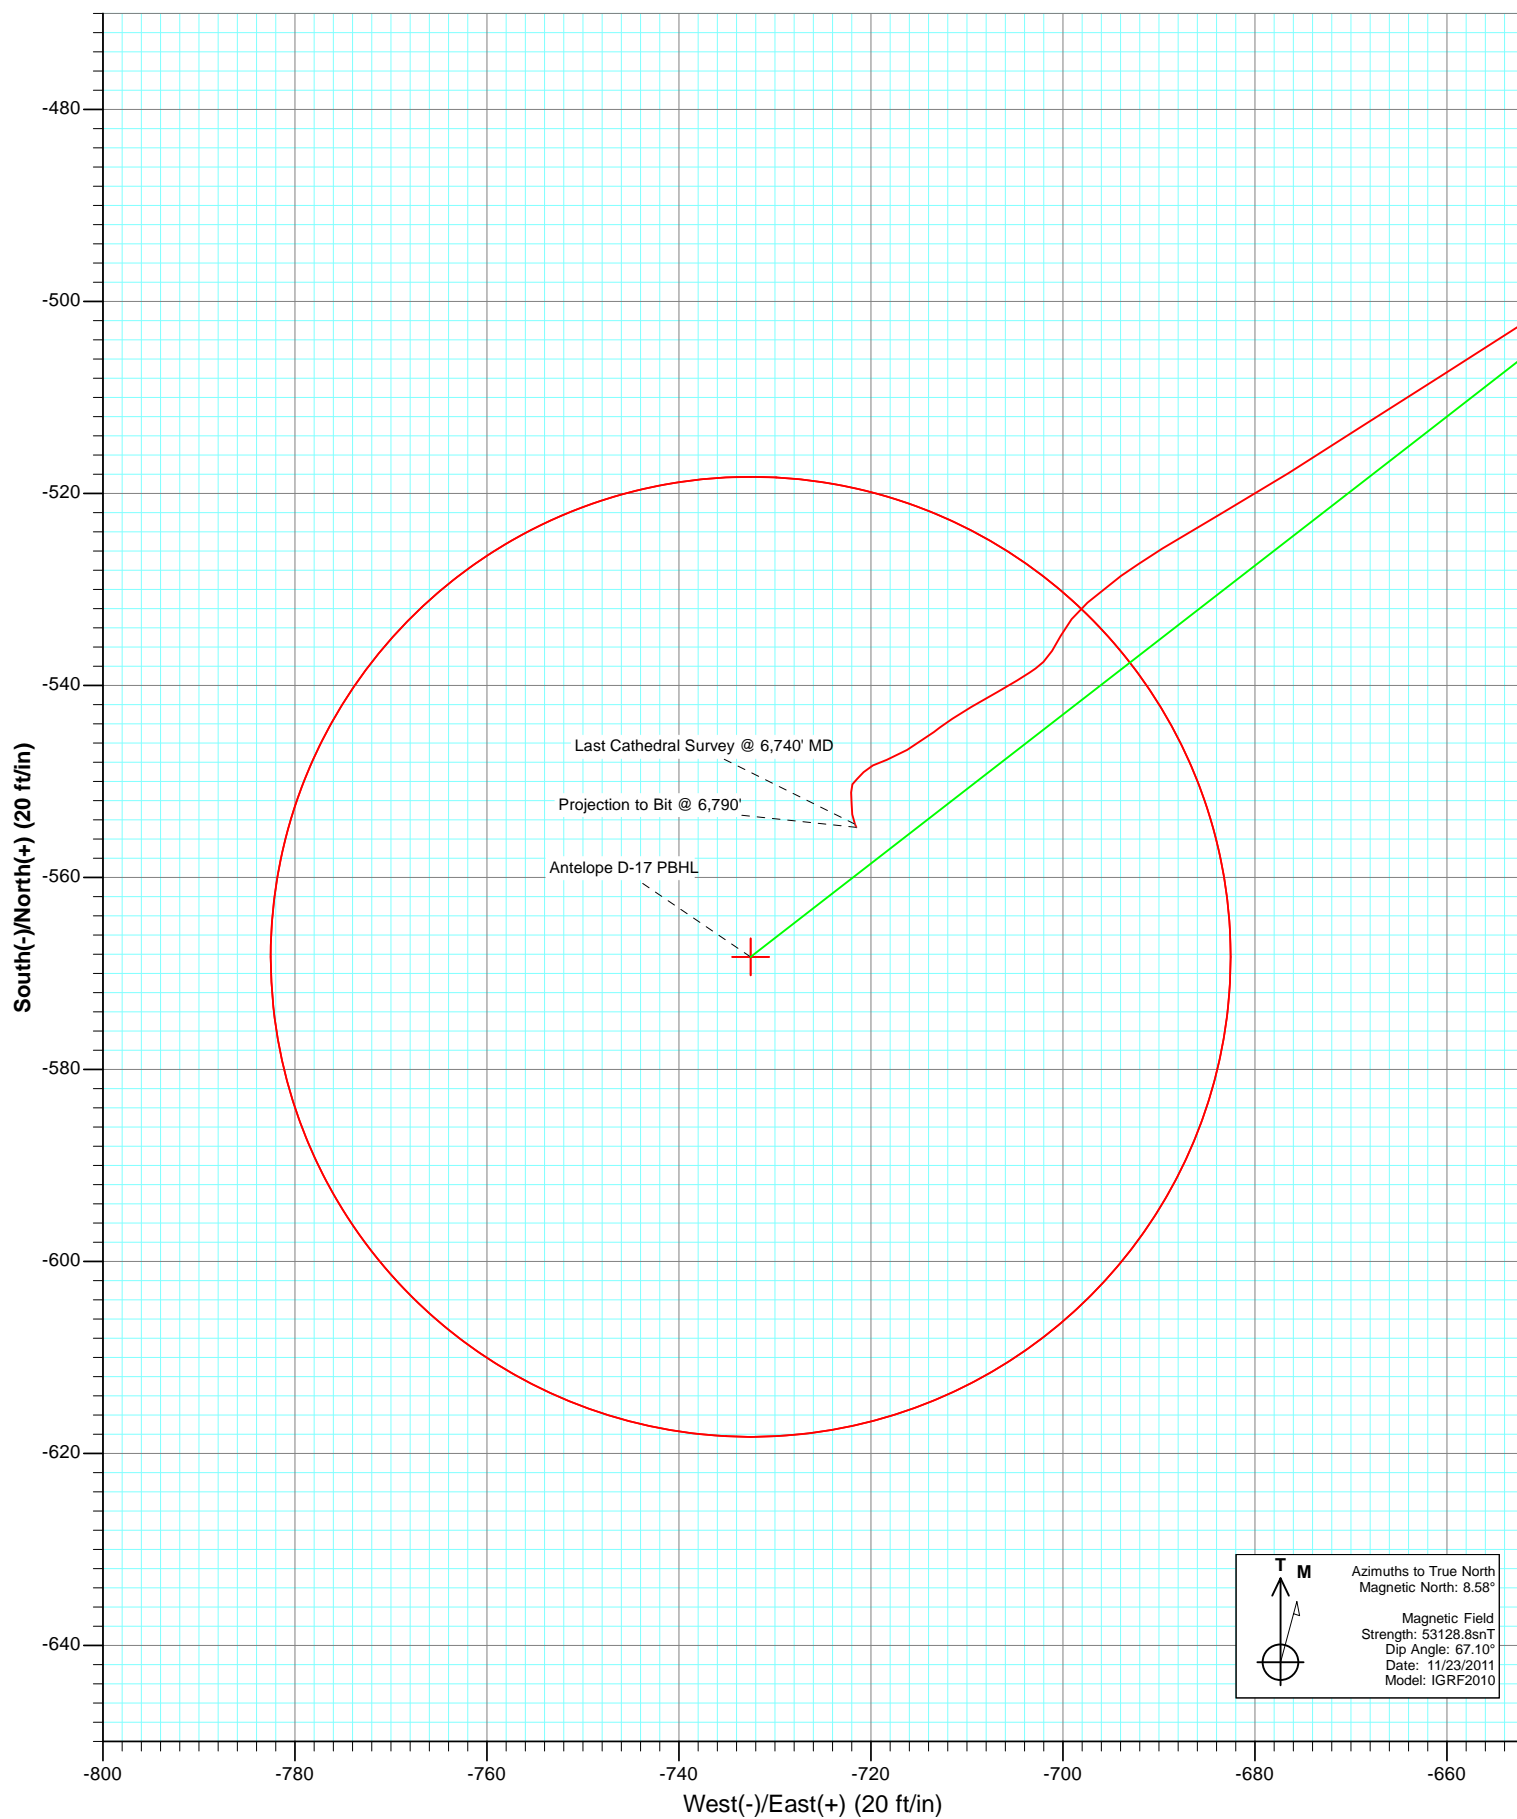 -480
-500
-520
-540
-560
-580
-600
-620
-640
South(-)/North(+) (20 ft/in)
Last Cathedral Survey @ 6,740' MD
Projection to Bit @ 6,790'
Antelope D-17 PBHL
T M
Azimuths to True North
Magnetic North: 8.58°
Magnetic Field
Strength: 53128.8snT
Dip Angle: 67.10°
Date: 11/23/2011
Model: IGRF2010
-800 -780 -760 -740 -720 -700 -680 -660
West(-)/East(+) (20 ft/in)